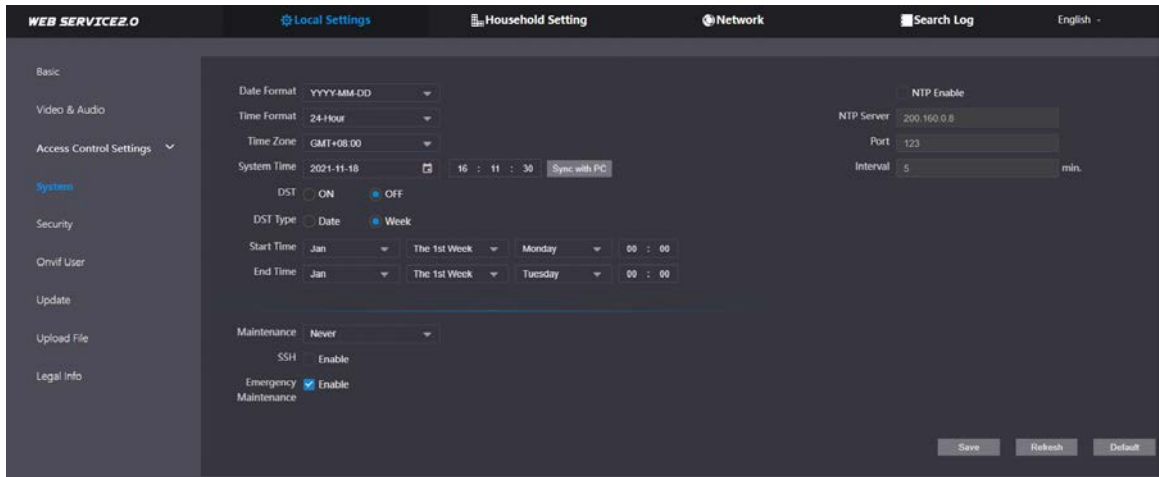 WEB SERVICE2.0
Local Settings
Household Setting
Network
Search Log
English
Basic
Video & Audio
Access Control Settings
System
Security
Onvif User
Update
Upload File
Legal Info
Date Format YYYY-MM-DD
Time Format 24-Hour
Time Zone GMT+08:00
System Time 2021-11-18 16 : 11 : 30 Sync with PC
DST ON OFF
DST Type Date Week
Start Time Jan The 1st Week Monday 00 : 00
End Time Jan The 1st Week Tuesday 00 : 00
NTP Enable
NTP Server 200.160.0.8
Port 123
Interval 5 min.
Maintenance Never
SSH Enable
Emergency Maintenance Enable
Save Refresh Default